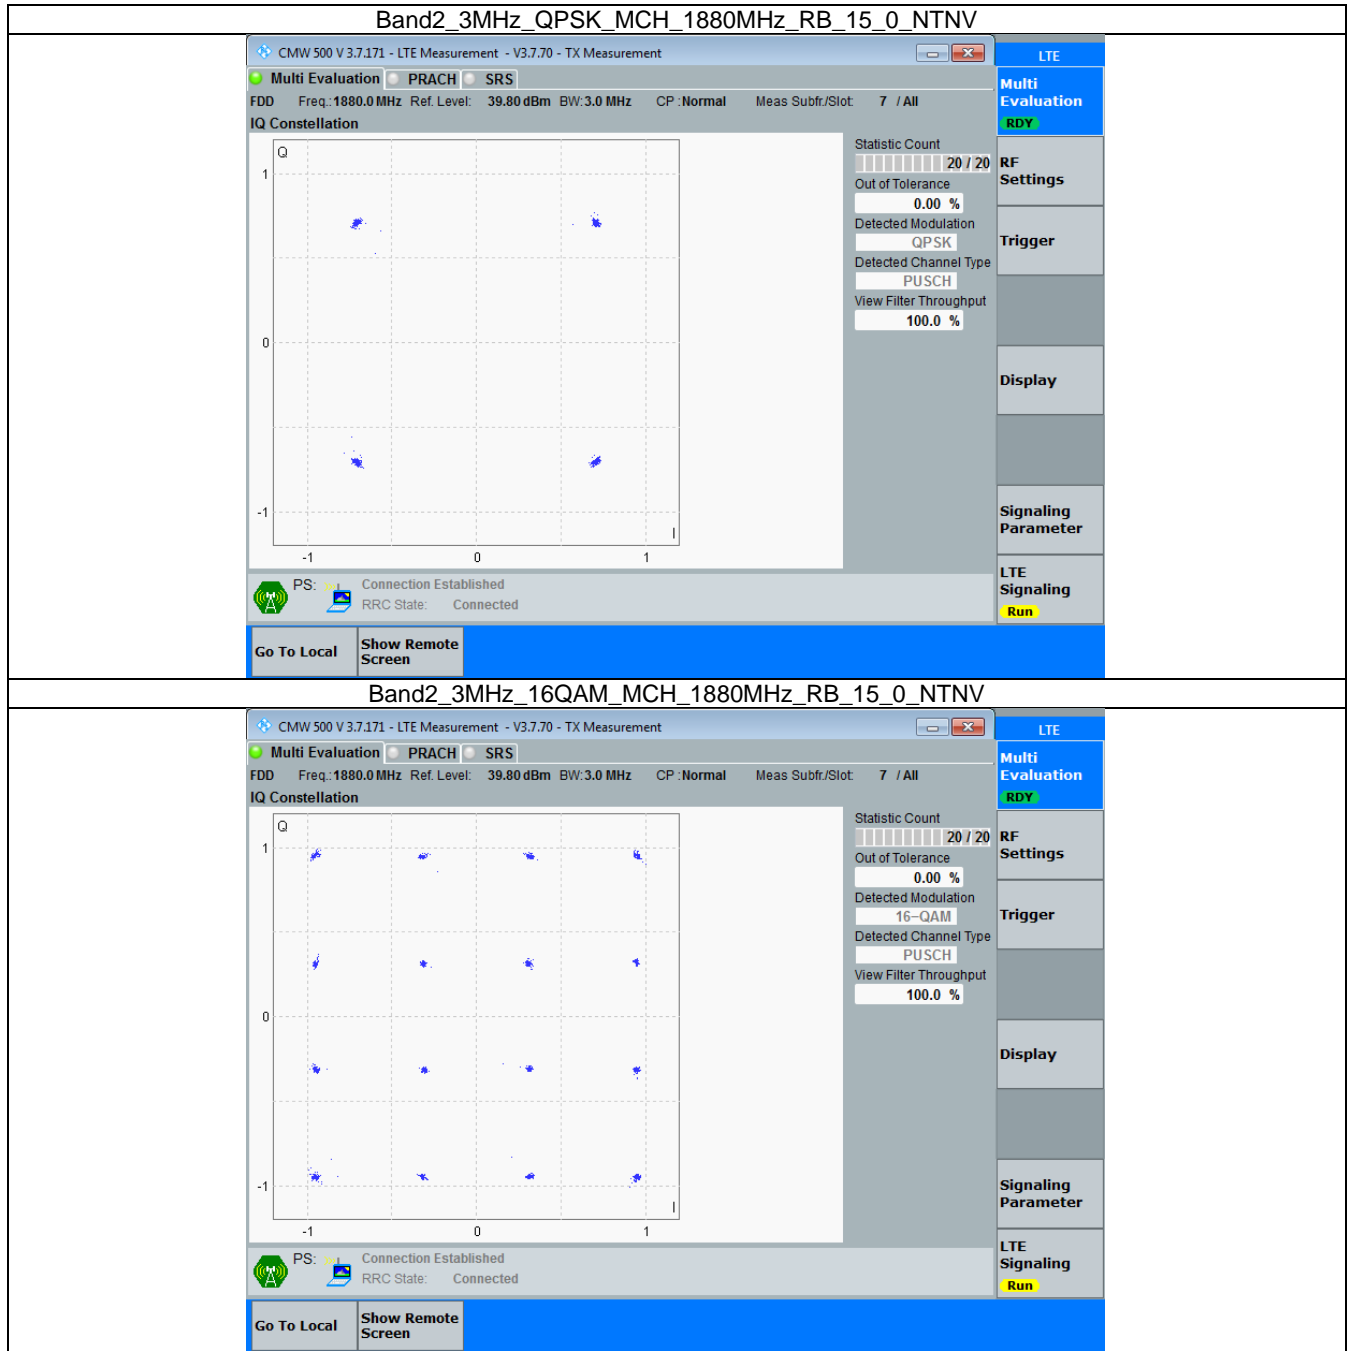 Band2_3MHz_QPSK_MCH_1880MHz_RB_15_0_NTNV
CMW 500 V 3.7.171 - LTE Measurement - V3.7.70 - TX Measurement
LTE
Multi Evaluation PRACH SRS
Multi
Evaluation
RDY
FDD Freq.: 1880.0 MHz Ref. Level: 39.80 dBm BW: 3.0 MHz CP : Normal Meas Subfr./Slot: 7 / All
IQ Constellation
Statistic Count
20 / 20
Out of Tolerance
0.00 %
Detected Modulation
QPSK
Detected Channel Type
PUSCH
View Filter Throughput
100.0 %
RF
Settings
Trigger
Display
Signaling
Parameter
LTE
Signaling
Run
Q
1
0
-1
I
-1 0 1
PS: Connection Established
RRC State: Connected
Go To Local
Show Remote
Screen
Band2_3MHz_16QAM_MCH_1880MHz_RB_15_0_NTNV
CMW 500 V 3.7.171 - LTE Measurement - V3.7.70 - TX Measurement
LTE
Multi Evaluation PRACH SRS
Multi
Evaluation
RDY
FDD Freq.: 1880.0 MHz Ref. Level: 39.80 dBm BW: 3.0 MHz CP : Normal Meas Subfr./Slot: 7 / All
IQ Constellation
Statistic Count
20 / 20
Out of Tolerance
0.00 %
Detected Modulation
16-QAM
Detected Channel Type
PUSCH
View Filter Throughput
100.0 %
RF
Settings
Trigger
Display
Signaling
Parameter
LTE
Signaling
Run
Q
1
0
-1
I
-1 0 1
PS: Connection Established
RRC State: Connected
Go To Local
Show Remote
Screen